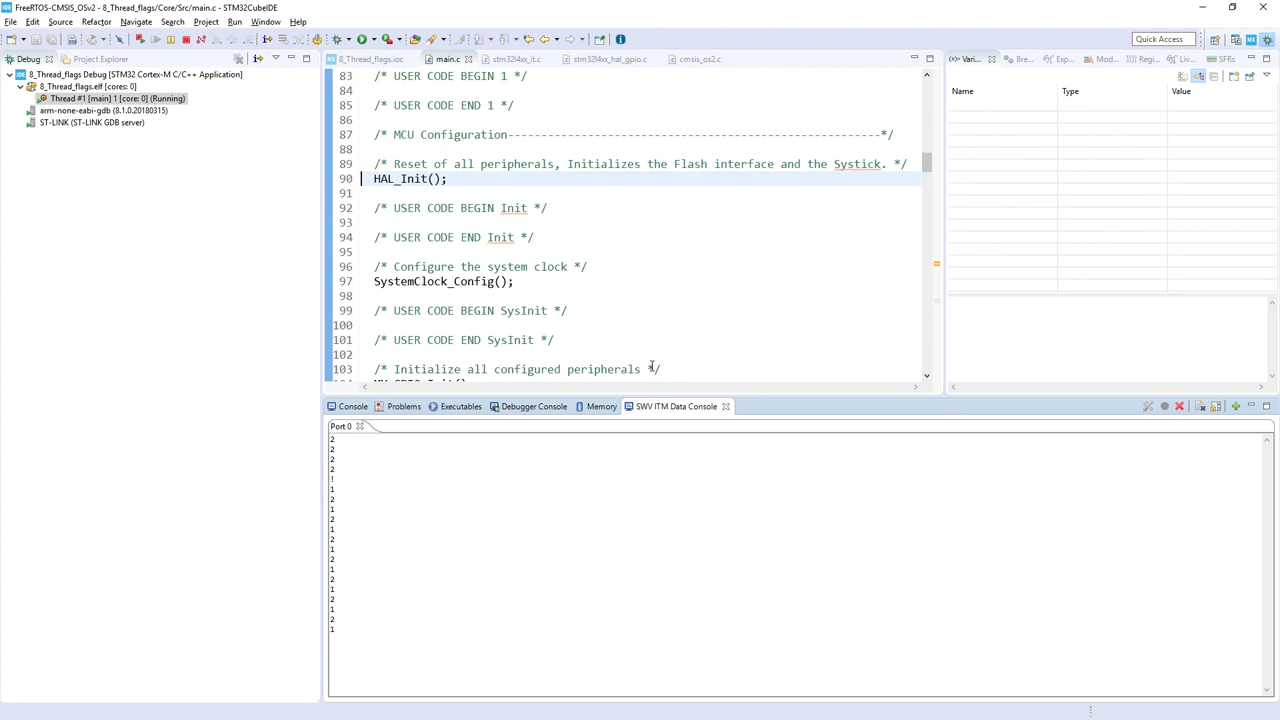 FreeRTOS-CMSIS_OSv2 - 8_Thread_flags/Core/Src/main.c - STM32CubeIDE
File Edit Source Refactor Navigate Search Project Run Window Help
Quick Access
Debug Project Explorer
8_Thread_flags Debug [STM32 Cortex-M C/C++ Application]
8_Thread_flags.elf [cores: 0]
Thread #1 [main] 1 [core: 0] (Running)
arm-none-eabi-gdb (8.1.0.20180315)
ST-LINK (ST-LINK GDB server)
8_Thread_flags.ioc main.c stm32l4xx_it.c stm32l4xx_hal_gpio.c cmsis_os2.c
83 /* USER CODE BEGIN 1 */
84
85 /* USER CODE END 1 */
86
87 /* MCU Configuration--------------------------------------------------------*/
88
89 /* Reset of all peripherals, Initializes the Flash interface and the Systick. */
90 HAL_Init();
91
92 /* USER CODE BEGIN Init */
93
94 /* USER CODE END Init */
95
96 /* Configure the system clock */
97 SystemClock_Config();
98
99 /* USER CODE BEGIN SysInit */
100
101 /* USER CODE END SysInit */
102
103 /* Initialize all configured peripherals */
Vari... Bre... Exp... Mod... Regi... Liv... SFRs
Name Type Value
Console Problems Executables Debugger Console Memory SWV ITM Data Console
Port 0
2
2
2
2
!
1
2
1
2
1
2
1
2
1
2
1
2
1
2
1